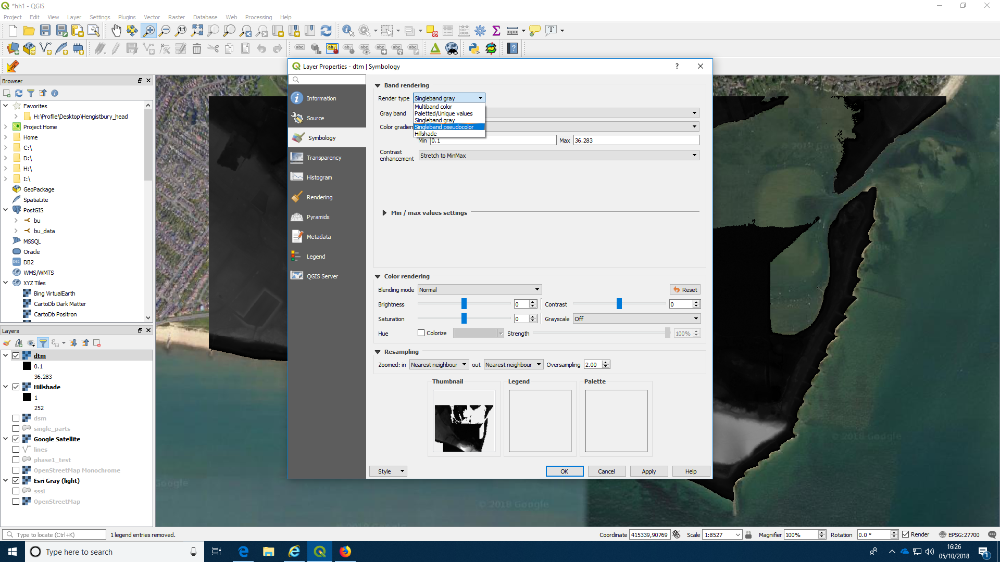 *hh1 - QGIS
Project Edit View Layer Settings Plugins Vector Raster Database Web Processing Help
Browser
Favorites
H:\Profile\Desktop\Hengistbury_head
Project Home
Home
C:\
D:\
H:\
I:\
GeoPackage
SpatiaLite
PostGIS
bu
bu_data
MSSQL
Oracle
DB2
WMS/WMTS
XYZ Tiles
Bing VirtualEarth
CartoDb Dark Matter
CartoDb Positron
Layers
dtm
0.1
36.283
Hillshade
1
252
dsm
single_parts
Google Satellite
lines
phase1_test
OpenStreetMap Monochrome
Esri Gray (light)
sssi
OpenStreetMap
Layer Properties - dtm | Symbology
Information
Source
Symbology
Transparency
Histogram
Rendering
Pyramids
Metadata
Legend
QGIS Server
Band rendering
Render type Singleband gray
Multiband color
Paletted/Unique values
Singleband gray
Singleband pseudocolor
Hillshade
Gray band
Color gradien
Min 0.1 Max 36.283
Contrast
enhancement
Stretch to MinMax
Min / max values settings
Color rendering
Blending mode Normal Reset
Brightness 0 Contrast 0
Saturation 0 Grayscale Off
Hue Colorize Strength 100%
Resampling
Zoomed: in Nearest neighbour out Nearest neighbour Oversampling 2.00
Thumbnail Legend Palette
Style OK Cancel Apply Help
© 2018 Google
© 2018 Google
Google
Type to locate (Ctrl+K) 1 legend entries removed. Coordinate 415339,90769 Scale 1:8527 Magnifier 100% Rotation 0.0 ° Render EPSG:27700
Type here to search
16:26
05/10/2018
1